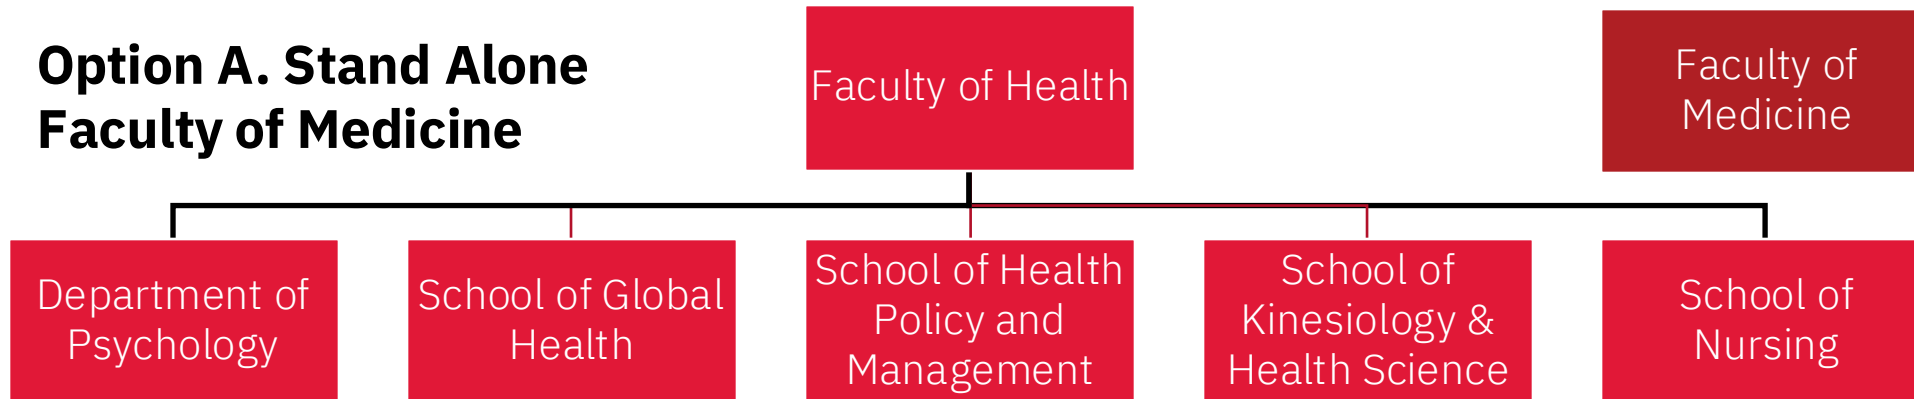 Option A. Stand Alone
Faculty of Medicine
Faculty of Health
Faculty of
Medicine
Department of
Psychology
School of Global
Health
School of Health
Policy and
Management
School of
Kinesiology &
Health Science
School of
Nursing